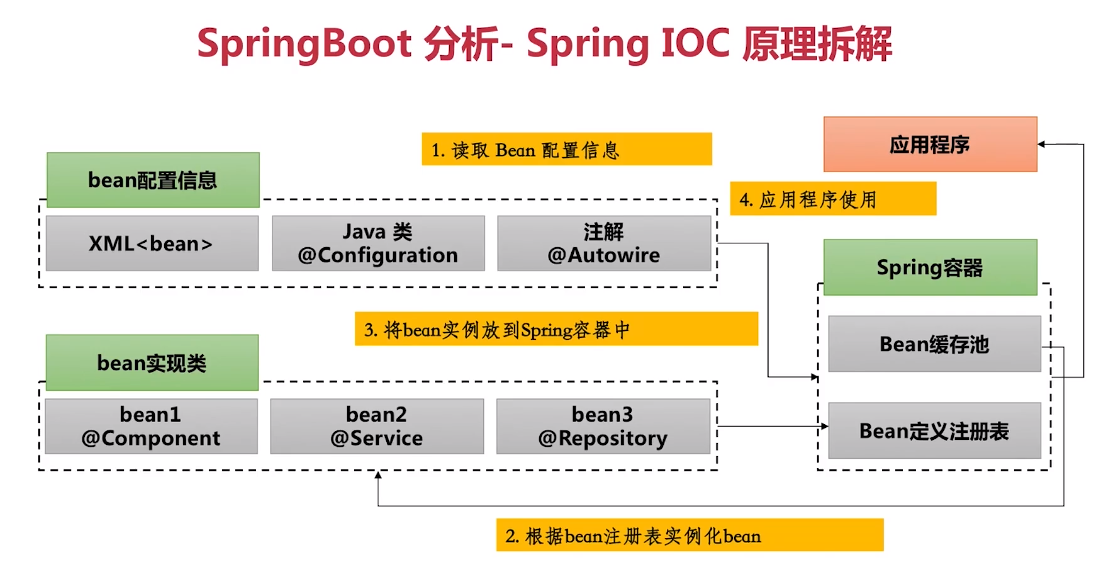 SpringBoot 分析- Spring IOC 原理拆解
1. 读取 Bean 配置信息
应用程序
bean配置信息
4. 应用程序使用
XML<bean>
Java 类
@Configuration
注解
@Autowire
Spring容器
3. 将bean实例放到Spring容器中
Bean缓存池
bean实现类
bean1
@Component
bean2
@Service
bean3
@Repository
Bean定义注册表
2. 根据bean注册表实例化bean